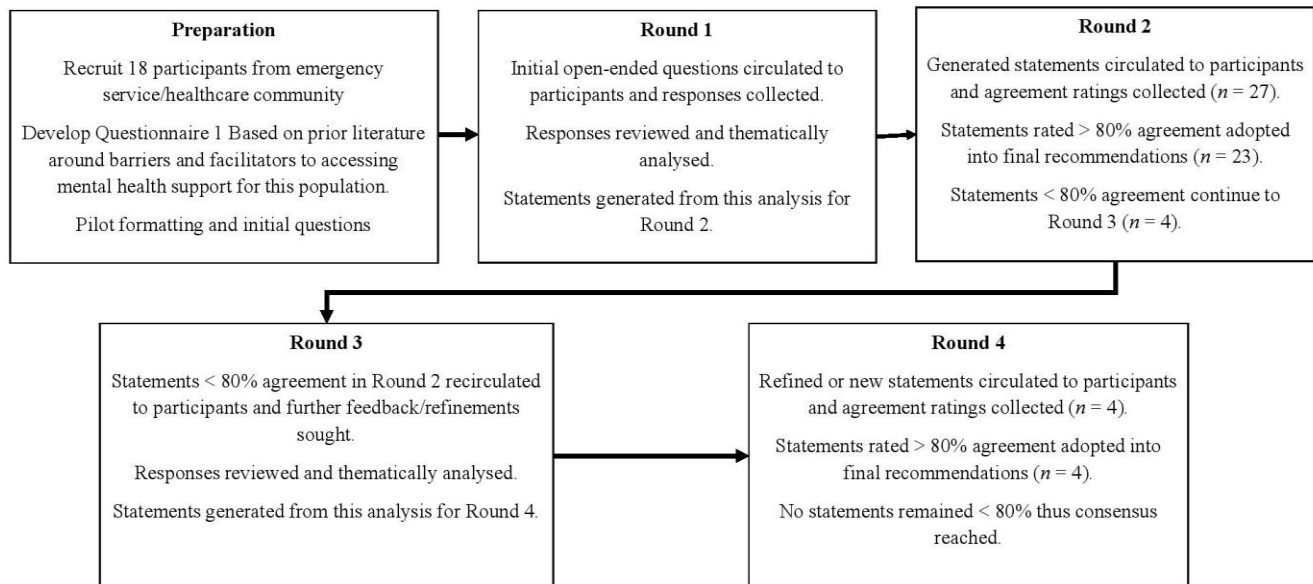 Preparation
Recruit 18 participants from emergency
service/healthcare community
Develop Questionnaire 1 Based on prior literature
around barriers and facilitators to accessing
mental health support for this population.
Pilot formatting and initial questions
Round 1
Initial open-ended questions circulated to
participants and responses collected.
Responses reviewed and thematically
analysed.
Statements generated from this analysis for
Round 2.
Round 2
Generated statements circulated to participants
and agreement ratings collected (n = 27).
Statements rated > 80% agreement adopted
into final recommendations (n = 23).
Statements < 80% agreement continue to
Round 3 (n = 4).
Round 3
Statements < 80% agreement in Round 2 recirculated
to participants and further feedback/refinements
sought.
Responses reviewed and thematically analysed.
Statements generated from this analysis for Round 4.
Round 4
Refined or new statements circulated to participants
and agreement ratings collected (n = 4).
Statements rated > 80% agreement adopted into
final recommendations (n = 4).
No statements remained < 80% thus consensus
reached.